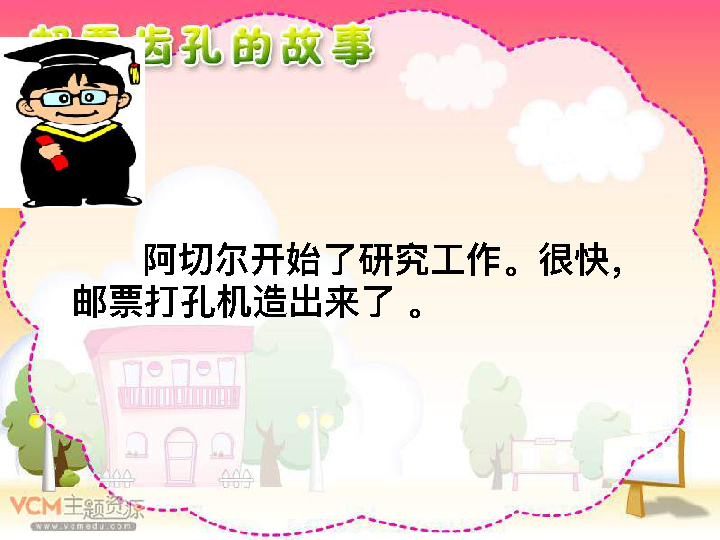 邮票齿孔的故事
阿切尔开始了研究工作。很快，
邮票打孔机造出来了 。
VCM主题资源
www.vcmedu.com